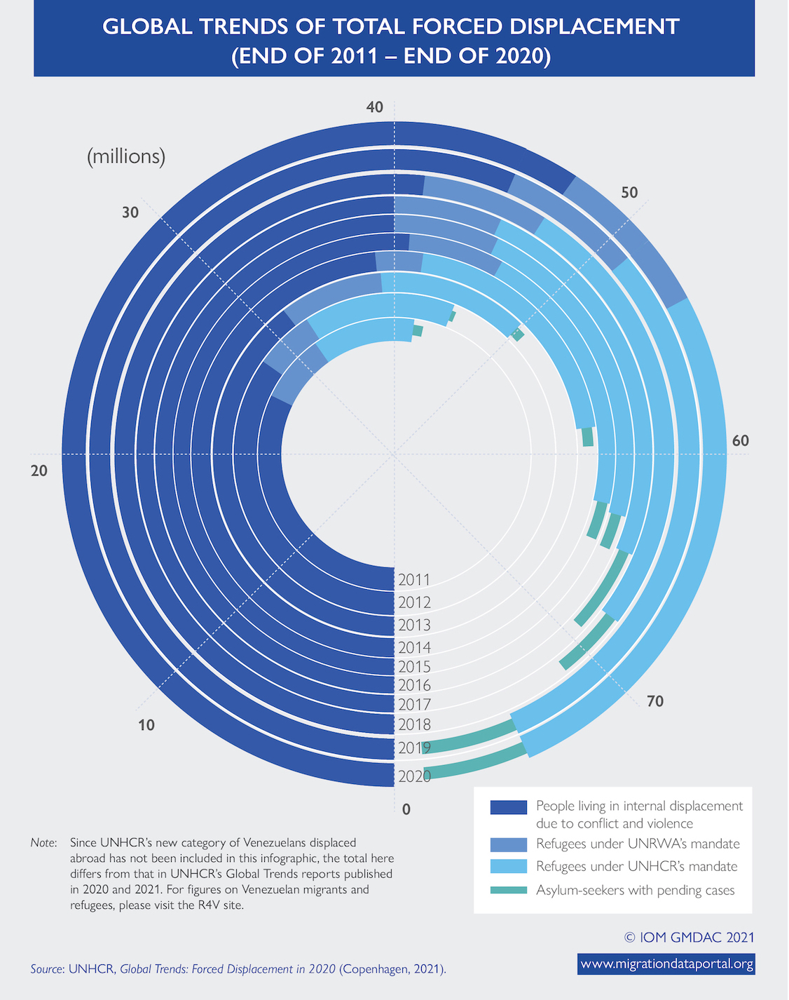 GLOBAL TRENDS OF TOTAL FORCED DISPLACEMENT
(END OF 2011 – END OF 2020)
40
(millions)
50
30
60
20
2011
2012
2013
2014
2015
2016
2017
2018
2019
2020
70
10
0
People living in internal displacement
due to conflict and violence
Refugees under UNRWA's mandate
Refugees under UNHCR's mandate
Asylum-seekers with pending cases
Note: Since UNHCR's new category of Venezuelans displaced
abroad has not been included in this infographic, the total here
differs from that in UNHCR's Global Trends reports published
in 2020 and 2021. For figures on Venezuelan migrants and
refugees, please visit the R4V site.
© IOM GMDAC 2021
www.migrationdataportal.org
Source: UNHCR, Global Trends: Forced Displacement in 2020 (Copenhagen, 2021).